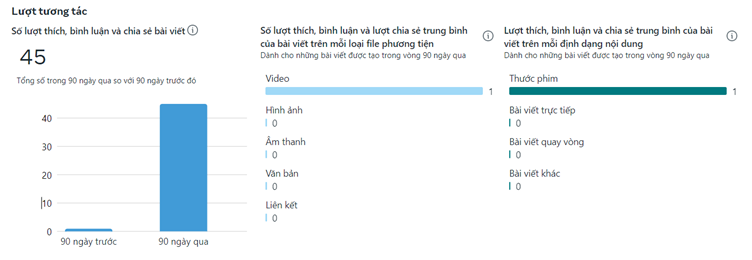 Lượt tương tác
Số lượt thích, bình luận và chia sẻ bài viết
45
Tổng số trong 90 ngày qua so với 90 ngày trước đó
40
30
20
10
0
90 ngày trước
90 ngày qua
Số lượt thích, bình luận và lượt chia sẻ trung bình
của bài viết trên mỗi loại file phương tiện
Dành cho những bài viết được tạo trong vòng 90 ngày qua
Video
1
Hình ảnh
0
Âm thanh
0
Văn bản
0
Liên kết
0
Lượt thích, bình luận và chia sẻ trung bình của bài
viết trên mỗi định dạng nội dung
Dành cho những bài viết được tạo trong vòng 90 ngày qua
Thước phim
1
Bài viết trực tiếp
0
Bài viết quay vòng
0
Bài viết khác
0